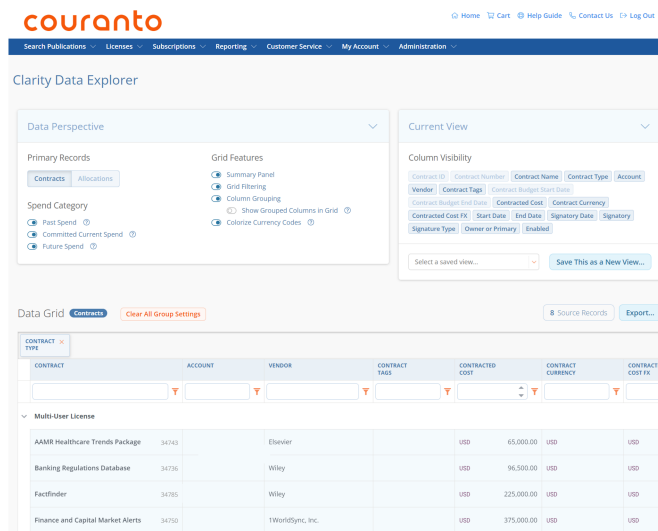 couranto
Home Cart Help Guide Contact Us Log Out
Search Publications Licenses Subscriptions Reporting Customer Service My Account Administration
Clarity Data Explorer
Data Perspective
Primary Records
Contracts Allocations
Spend Category
Past Spend
Committed Current Spend
Future Spend
Grid Features
Summary Panel
Grid Filtering
Column Grouping
Show Grouped Columns in Grid
Colorize Currency Codes
Current View
Column Visibility
Contract ID Contract Number Contract Name Contract Type Account
Vendor Contract Tags Contract Budget Start Date
Contract Budget End Date Contracted Cost Contract Currency
Contracted Cost FX Start Date End Date Signatory Date Signatory
Signature Type Owner or Primary Enabled
Select a saved view... Save This as a New View...
Data Grid Contracts Clear All Group Settings 8 Source Records Export...
CONTRACT
TYPE
CONTRACT ACCOUNT VENDOR CONTRACT TAGS CONTRACTED COST CONTRACT CURRENCY CONTRACT COST FX
Multi-User License
AAMR Healthcare Trends Package 34743 Elsevier USD 65,000.00 USD USD
Banking Regulations Database 34736 Wiley USD 96,500.00 USD USD
Factfinder 34785 Wiley USD 225,000.00 USD USD
Finance and Capital Market Alerts 34750 1WorldSync, Inc. USD 375,000.00 USD USD